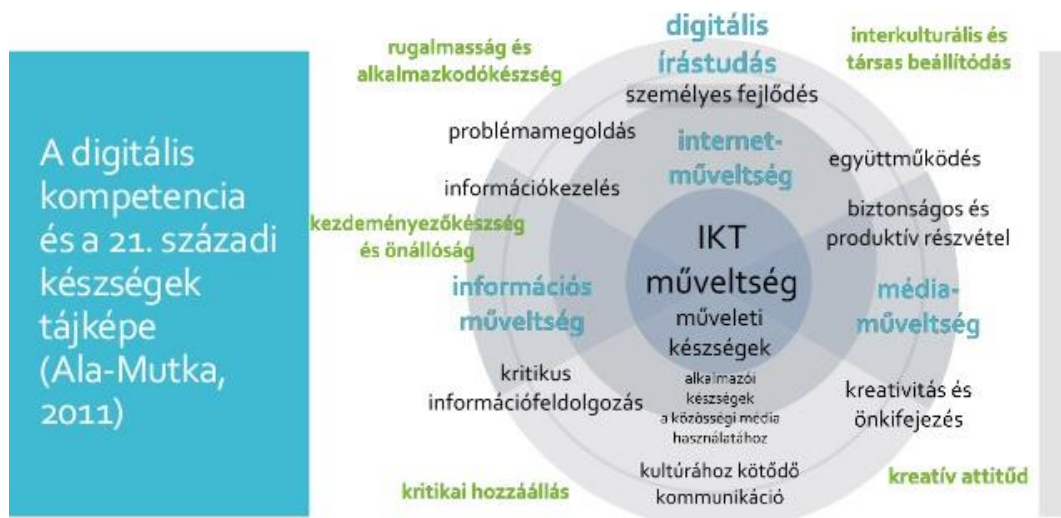 A digitális
kompetencia
és a 21. századi
készségek
tájképe
(Ala-Mutka,
2011)
digitális
írástudás
személyes fejlődés
rugalmasság és
alkalmazkodókészség
interkulturális és
társas beállítódás
problémamegoldás
internet-
műveltség
együttműködés
információkezelés
kezdeményezőkészség
és önállóság
biztonságos és
produktív részvétel
IKT
műveltség
műveleti
készségek
információs
műveltség
média-
műveltség
kritikus
információfeldolgozás
alkalmazói
készségek
a közösségi média
használatához
kreativitás és
önkifejezés
kultúrához kötődő
kommunikáció
kritikai hozzáállás
kreatív attitűd